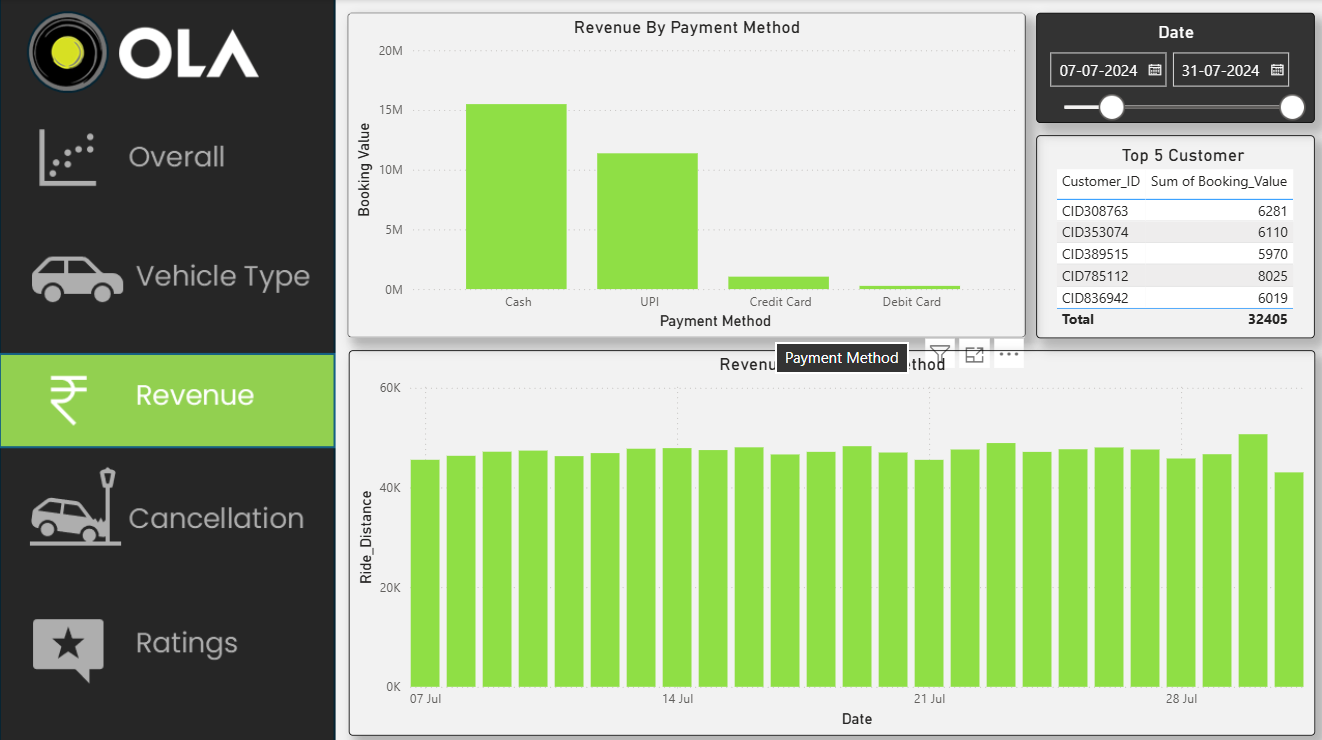 OLA
Overall
Vehicle Type
Revenue
Cancellation
Ratings
Revenue By Payment Method
Booking Value
20M
15M
10M
5M
0M
Cash UPI Credit Card Debit Card
Payment Method
Date
07-07-2024 31-07-2024
Top 5 Customer
Customer_ID Sum of Booking_Value
CID308763 6281
CID353074 6110
CID389515 5970
CID785112 8025
CID836942 6019
Total 32405
Payment Method
Ride_Distance
60K
40K
20K
0K
07 Jul 14 Jul 21 Jul 28 Jul
Date